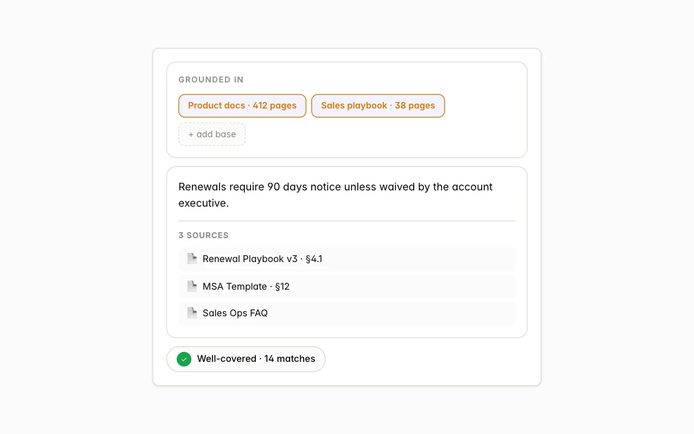 GROUNDED IN
Product docs · 412 pages
Sales playbook · 38 pages
+ add base
Renewals require 90 days notice unless waived by the account
executive.
3 SOURCES
Renewal Playbook v3 · §4.1
MSA Template · §12
Sales Ops FAQ
Well-covered · 14 matches